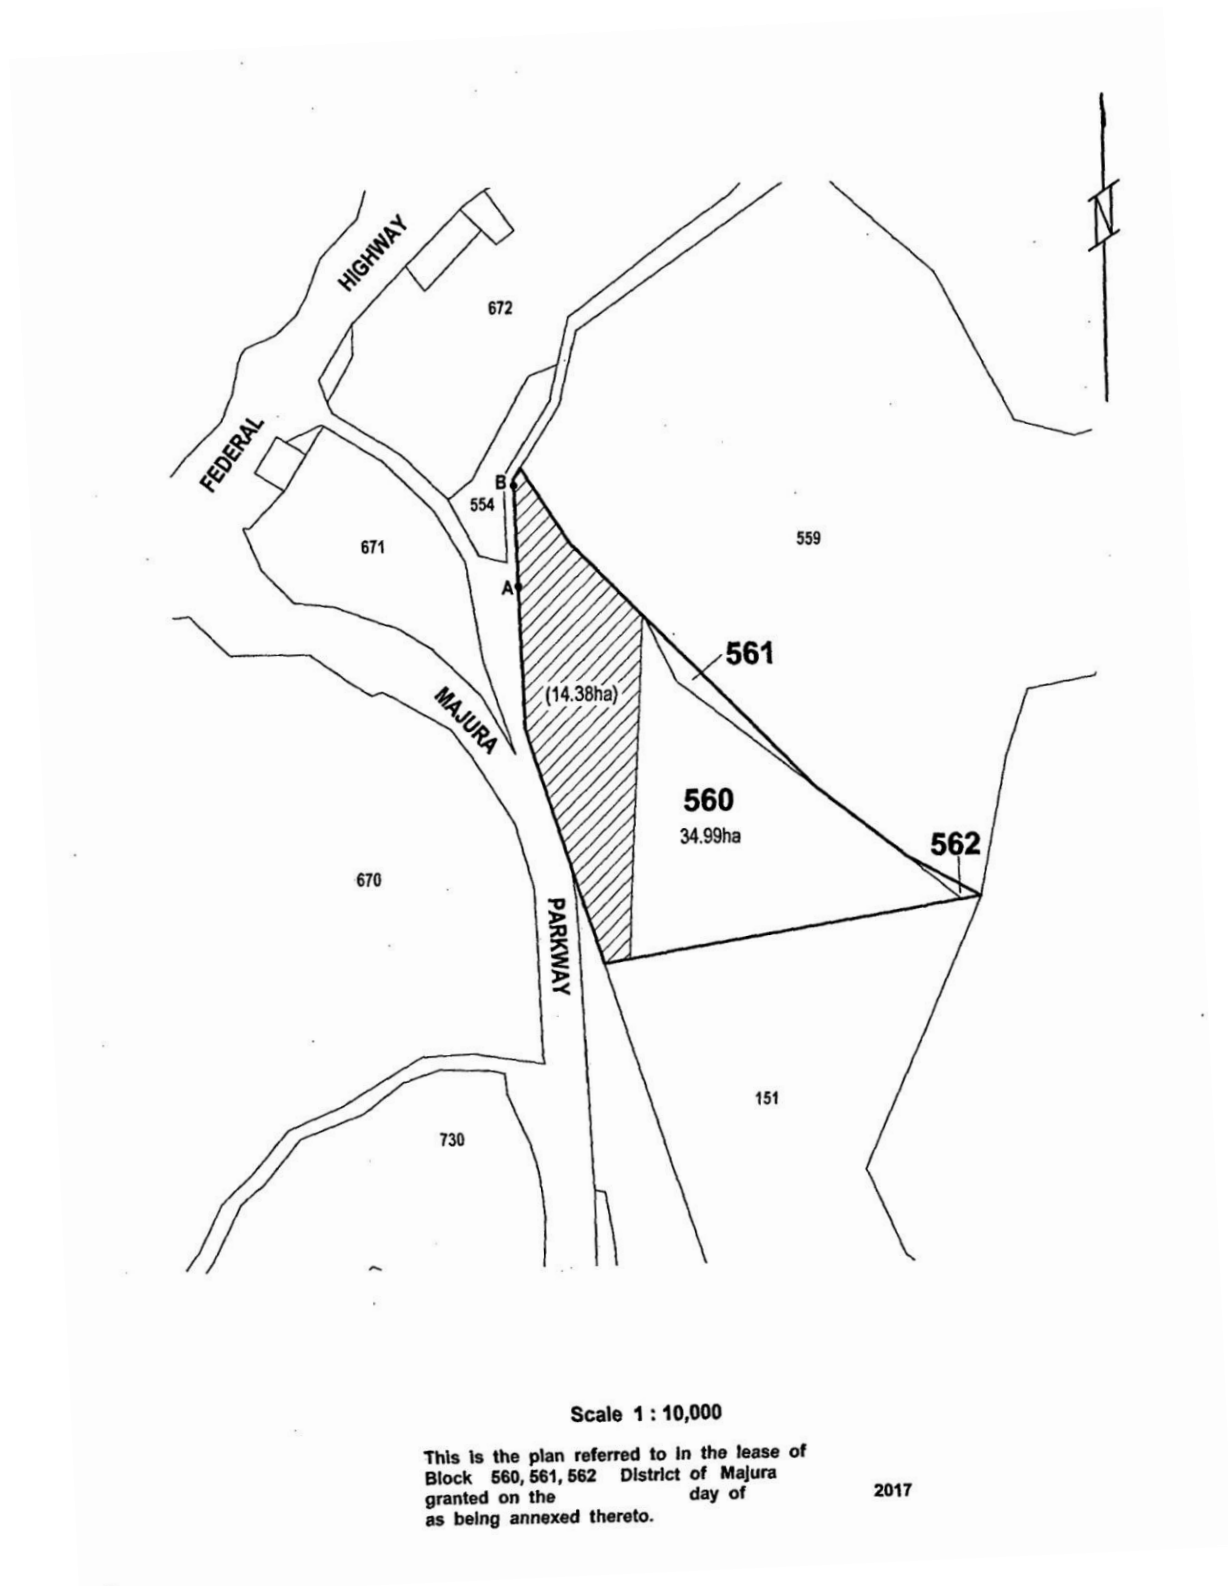 HIGHWAY
N
672
FEDERAL
B
554
671
559
A
561
(14.38ha)
MAJURA
560
34.99ha
562
670
PARKWAY
151
730
Scale 1 : 10,000
This is the plan referred to in the lease of
Block 560, 561, 562 District of Majura
granted on the day of 2017
as being annexed thereto.